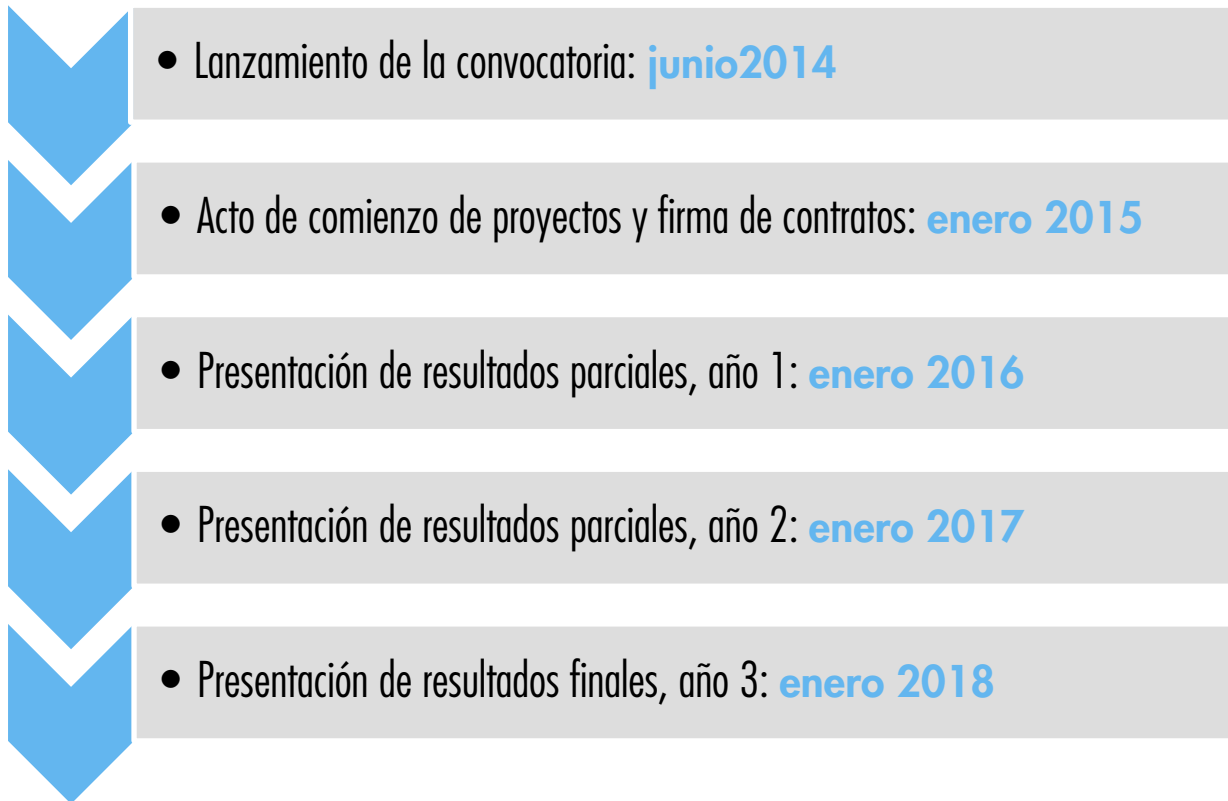 • Lanzamiento de la convocatoria: junio2014
• Acto de comienzo de proyectos y firma de contratos: enero 2015
• Presentación de resultados parciales, año 1: enero 2016
• Presentación de resultados parciales, año 2: enero 2017
• Presentación de resultados finales, año 3: enero 2018